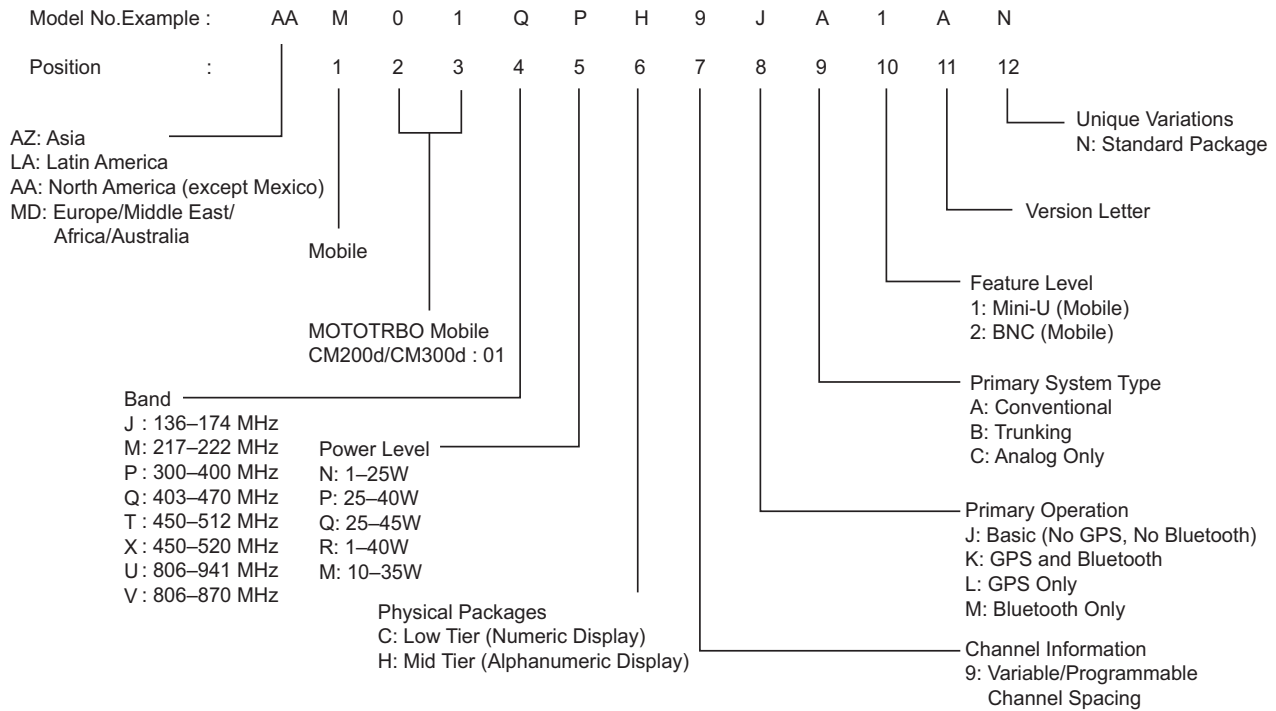 Model No.Example : AA M 0 1 Q P H 9 J A 1 A N
Position : 1 2 3 4 5 6 7 8 9 10 11 12
AZ: Asia
LA: Latin America
AA: North America (except Mexico)
MD: Europe/Middle East/
Africa/Australia
Mobile
MOTOTRBO Mobile
CM200d/CM300d : 01
Band
J : 136–174 MHz
M: 217–222 MHz
P : 300–400 MHz
Q : 403–470 MHz
T : 450–512 MHz
X : 450–520 MHz
U : 806–941 MHz
V : 806–870 MHz
Power Level
N: 1–25W
P: 25–40W
Q: 25–45W
R: 1–40W
M: 10–35W
Physical Packages
C: Low Tier (Numeric Display)
H: Mid Tier (Alphanumeric Display)
Channel Information
9: Variable/Programmable
Channel Spacing
Primary Operation
J: Basic (No GPS, No Bluetooth)
K: GPS and Bluetooth
L: GPS Only
M: Bluetooth Only
Primary System Type
A: Conventional
B: Trunking
C: Analog Only
Feature Level
1: Mini-U (Mobile)
2: BNC (Mobile)
Version Letter
Unique Variations
N: Standard Package